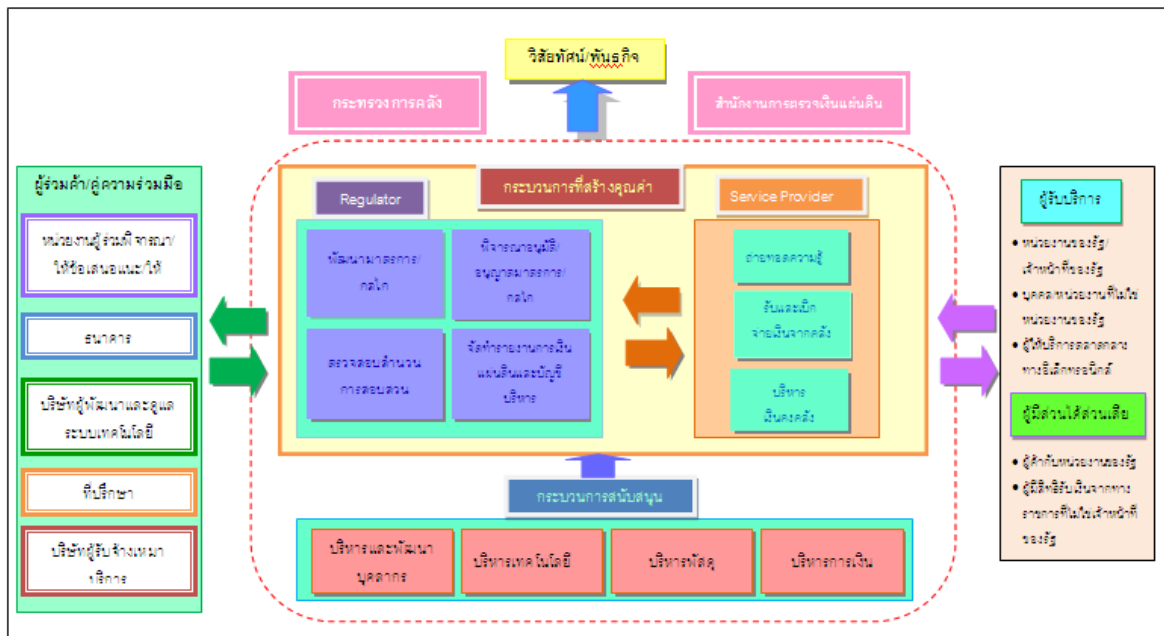 วิสัยทัศน์/พันธกิจ
กระทรวงการคลัง
สำนักงานการตรวจเงินแผ่นดิน
ผู้ร่วมค้า/คู่ความร่วมมือ
หน่วยงานผู้ร่วมพิจารณา/
ให้ข้อเสนอแนะ/ให้
ธนาคาร
บริษัทผู้พัฒนาและดูแล
ระบบเทคโนโลยี
ที่ปรึกษา
บริษัทผู้รับจ้างเหมา
บริการ
กระบวนการที่สร้างคุณค่า
Regulator
พัฒนามาตรการ/
กลไก
พิจารณาอนุมัติ/
อนุญาตมาตรการ/
กลไก
ตรวจสอบสำนวน
การสอบสวน
จัดทำรายงานการเงิน
แผ่นดินและบัญชี
บริหาร
Service Provider
ถ่ายทอดความรู้
รับและเบิก
จ่ายเงินจากคลัง
บริหาร
เงินคงคลัง
กระบวนการสนับสนุน
บริหารและพัฒนา
บุคลากร
บริหารเทคโนโลยี
บริหารพัสดุ
บริหารการเงิน
ผู้รับบริการ
• หน่วยงานของรัฐ/
เจ้าหน้าที่ของรัฐ
• บุคคล/หน่วยงานที่ไม่ใช่
หน่วยงานของรัฐ
• ผู้ให้บริการตลาดกลาง
ทางอิเล็กทรอนิกส์
ผู้มีส่วนได้ส่วนเสีย
• ผู้ค้ากับหน่วยงานของรัฐ
• ผู้มีสิทธิรับเงินจากทาง
ราชการที่ไม่ใช่เจ้าหน้าที่
ของรัฐ